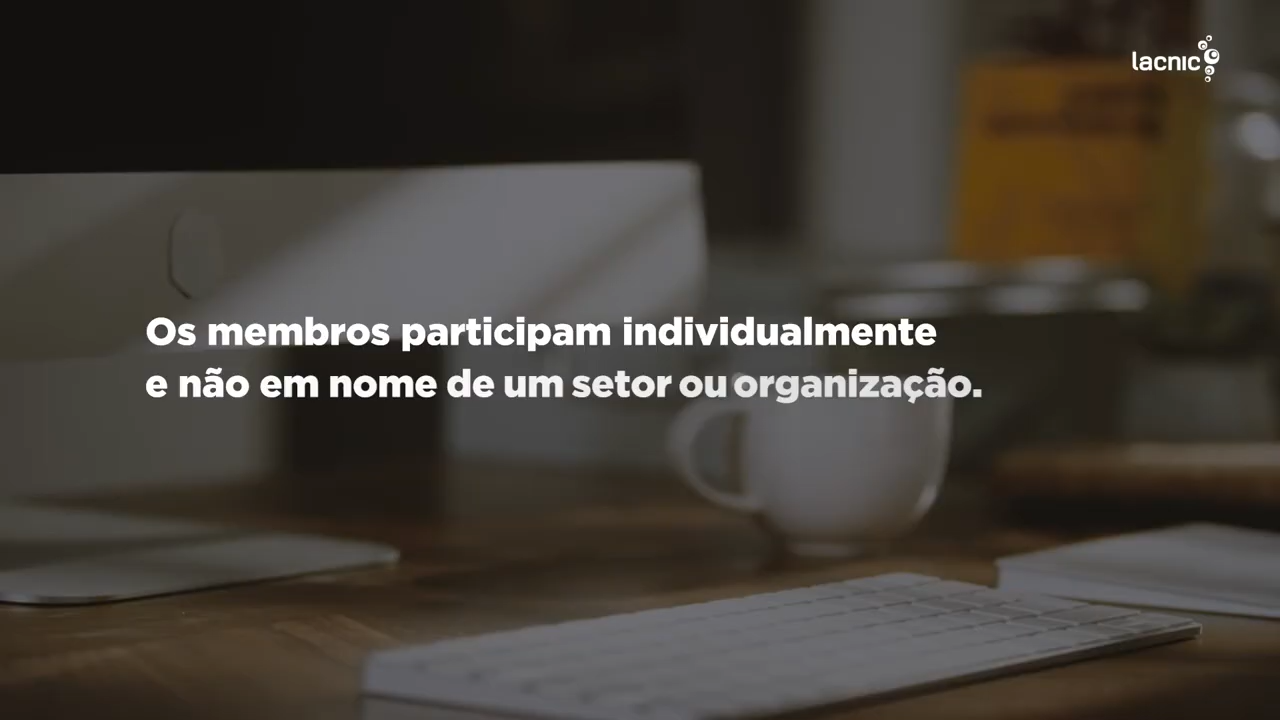 lacnic
Os membros participam individualmente
e não em nome de um setor ou organização.